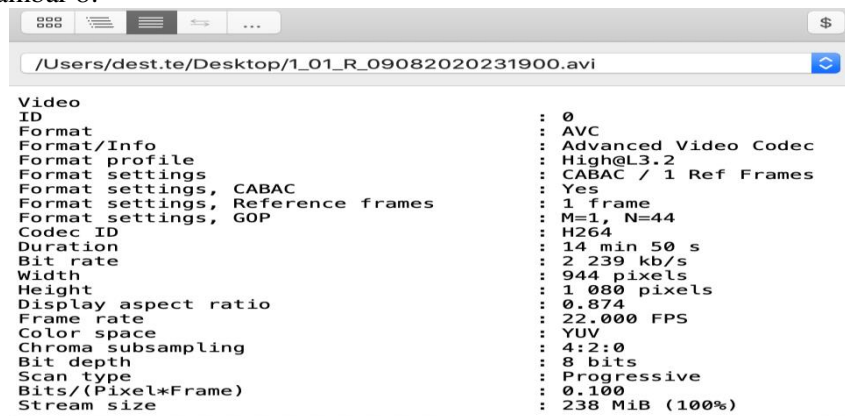 ...
$
/Users/dest.te/Desktop/1_01_R_09082020231900.avi
Video
ID : 0
Format : AVC
Format/Info : Advanced Video Codec
Format profile : High@L3.2
Format settings : CABAC / 1 Ref Frames
Format settings, CABAC : Yes
Format settings, Reference frames : 1 frame
Format settings, GOP : M=1, N=44
Codec ID : H264
Duration : 14 min 50 s
Bit rate : 2 239 kb/s
Width : 944 pixels
Height : 1 080 pixels
Display aspect ratio : 0.874
Frame rate : 22.000 FPS
Color space : YUV
Chroma subsampling : 4:2:0
Bit depth : 8 bits
Scan type : Progressive
Bits/(Pixel*Frame) : 0.100
Stream size : 238 MiB (100%)